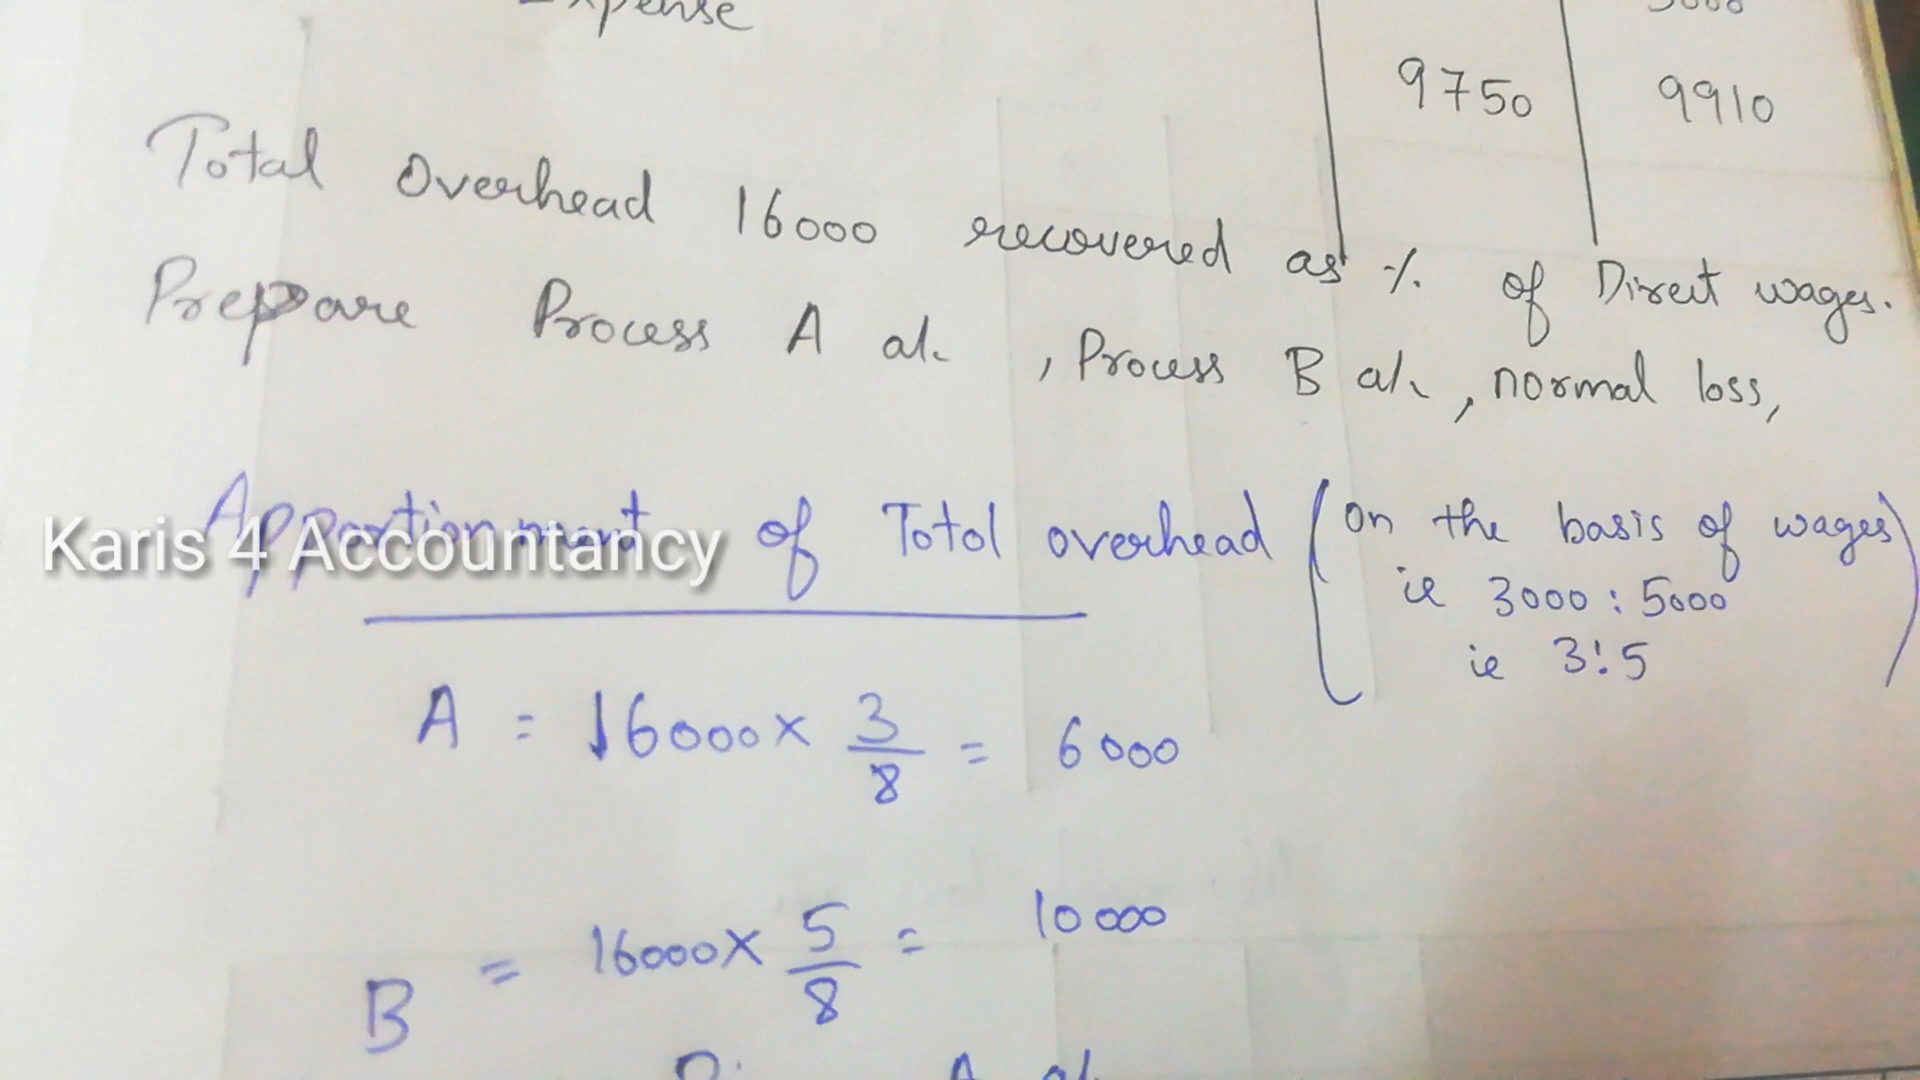 Expense
9750 9910
Total Overhead 16000 recovered as % of Direct wages.
Prepare Process A a/c , Process B a/c , normal loss,
Apportionment of Total overhead (on the basis of wages
ie 3000 : 5000
ie 3:5)
Karis 4 Accountancy
A = 16000 × 3/8 = 6000
B = 16000 × 5/8 = 10000